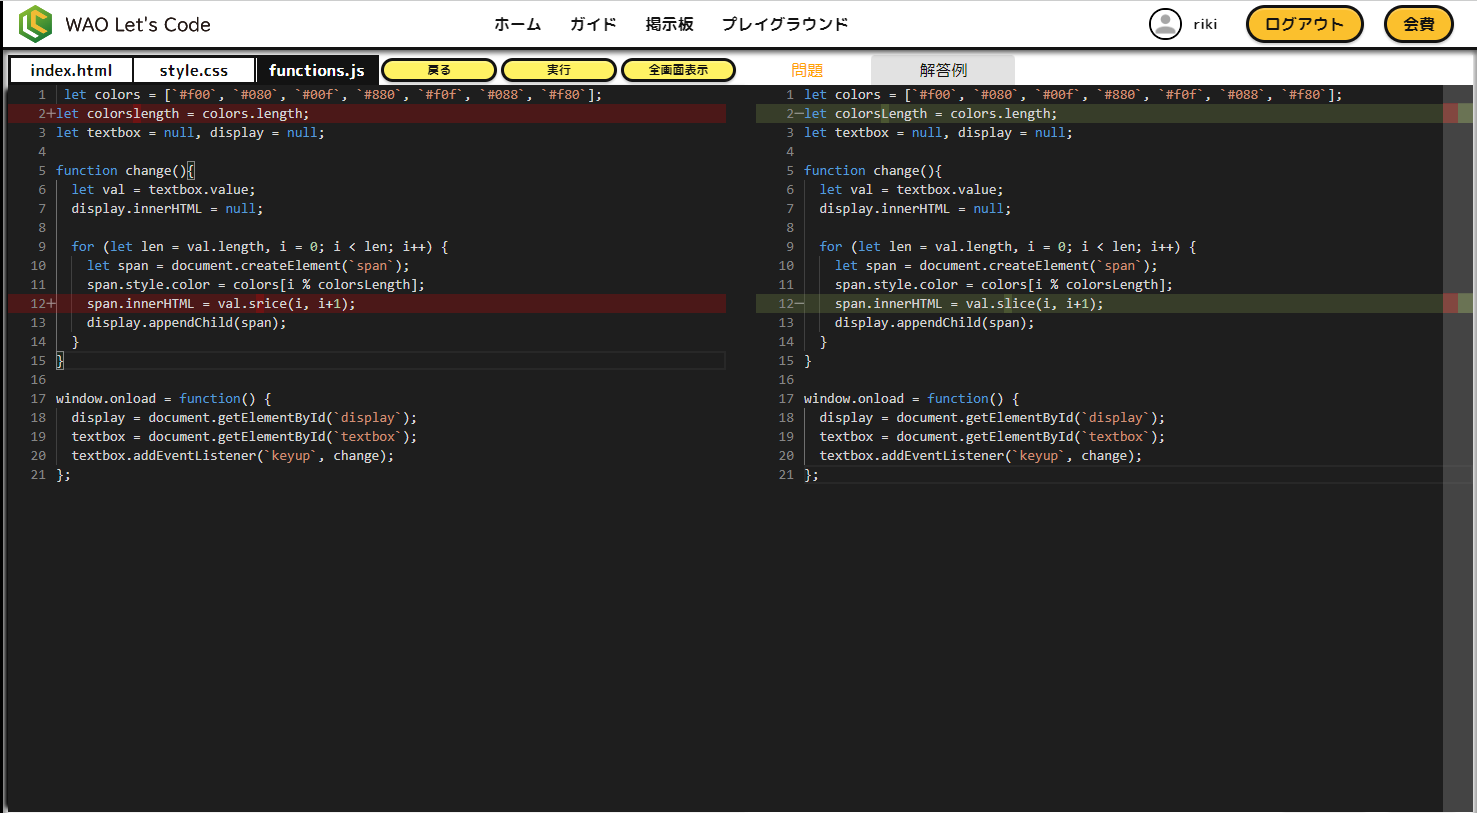 WAO Let's Code ホーム ガイド 掲示板 プレイグラウンド riki ログアウト 会費
index.html style.css functions.js 戻る 実行 全画面表示 問題 解答例
1 let colors = [`#f00`, `#080`, `#00f`, `#880`, `#f0f`, `#088`, `#f80`];
2+let colorslength = colors.length;
3 let textbox = null, display = null;
4
5 function change(){
6 let val = textbox.value;
7 display.innerHTML = null;
8
9 for (let len = val.length, i = 0; i < len; i++) {
10 let span = document.createElement(`span`);
11 span.style.color = colors[i % colorsLength];
12+ span.innerHTML = val.srice(i, i+1);
13 display.appendChild(span);
14 }
15 }
16
17 window.onload = function() {
18 display = document.getElementById(`display`);
19 textbox = document.getElementById(`textbox`);
20 textbox.addEventListener(`keyup`, change);
21 };
1 let colors = [`#f00`, `#080`, `#00f`, `#880`, `#f0f`, `#088`, `#f80`];
2−let colorsLength = colors.length;
3 let textbox = null, display = null;
4
5 function change(){
6 let val = textbox.value;
7 display.innerHTML = null;
8
9 for (let len = val.length, i = 0; i < len; i++) {
10 let span = document.createElement(`span`);
11 span.style.color = colors[i % colorsLength];
12− span.innerHTML = val.slice(i, i+1);
13 display.appendChild(span);
14 }
15 }
16
17 window.onload = function() {
18 display = document.getElementById(`display`);
19 textbox = document.getElementById(`textbox`);
20 textbox.addEventListener(`keyup`, change);
21 };